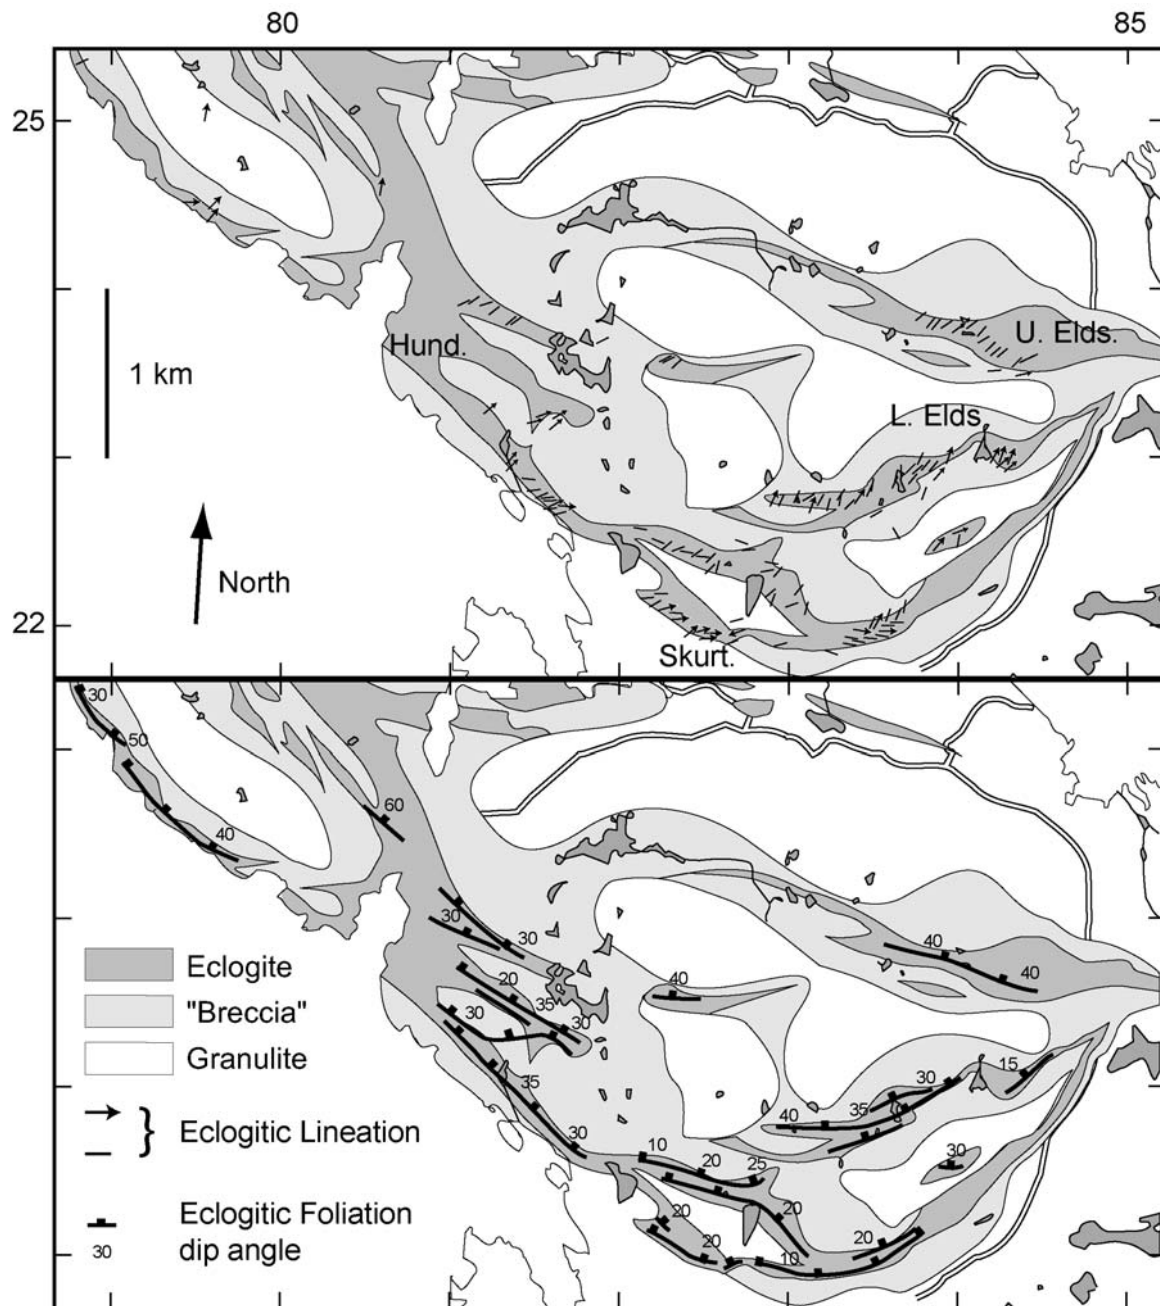 80 85
25
Hund.
U. Elds.
1 km
L. Elds.
North
22
Skurt.
30
50
60
40
30
30
40
40
20
40
35
30
30
15
30
35
35
40
30
10
20
25
30
20
20
20
20
10
Eclogite
"Breccia"
Granulite
Eclogitic Lineation
Eclogitic Foliation
dip angle
30